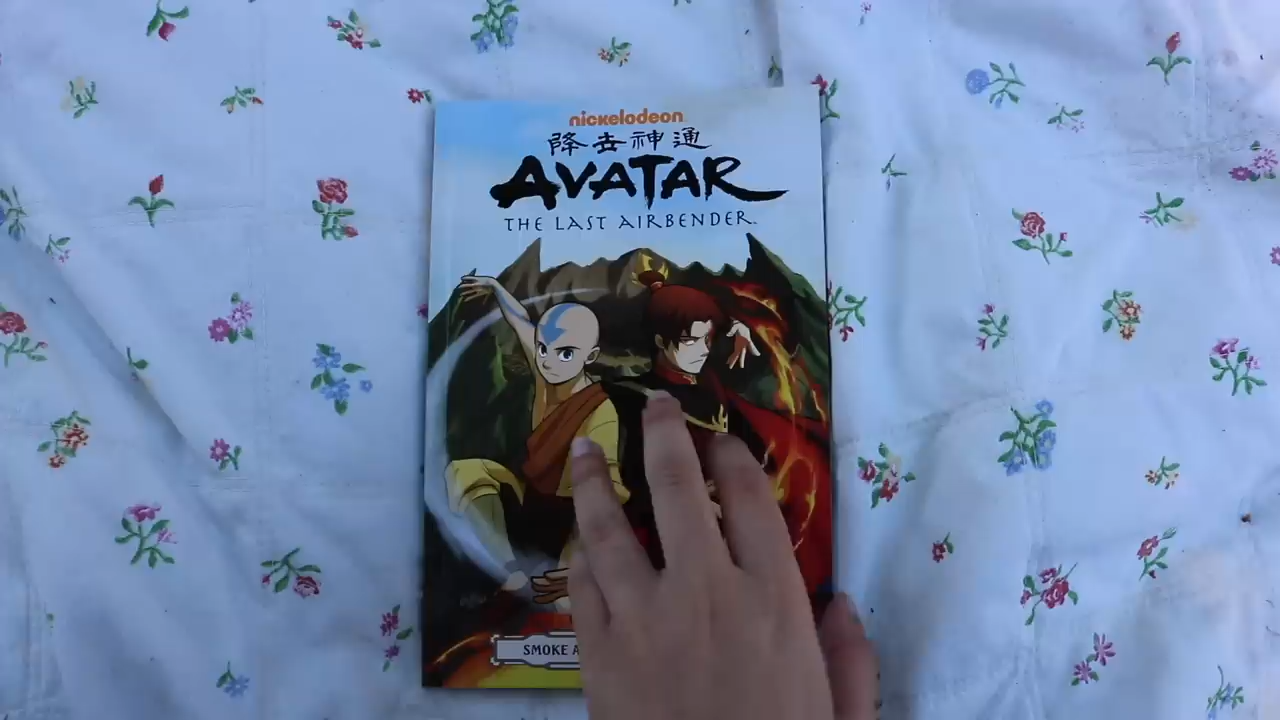 nickelodeon
降去神通
AVATAR
THE LAST AIRBENDER
SMOKE A